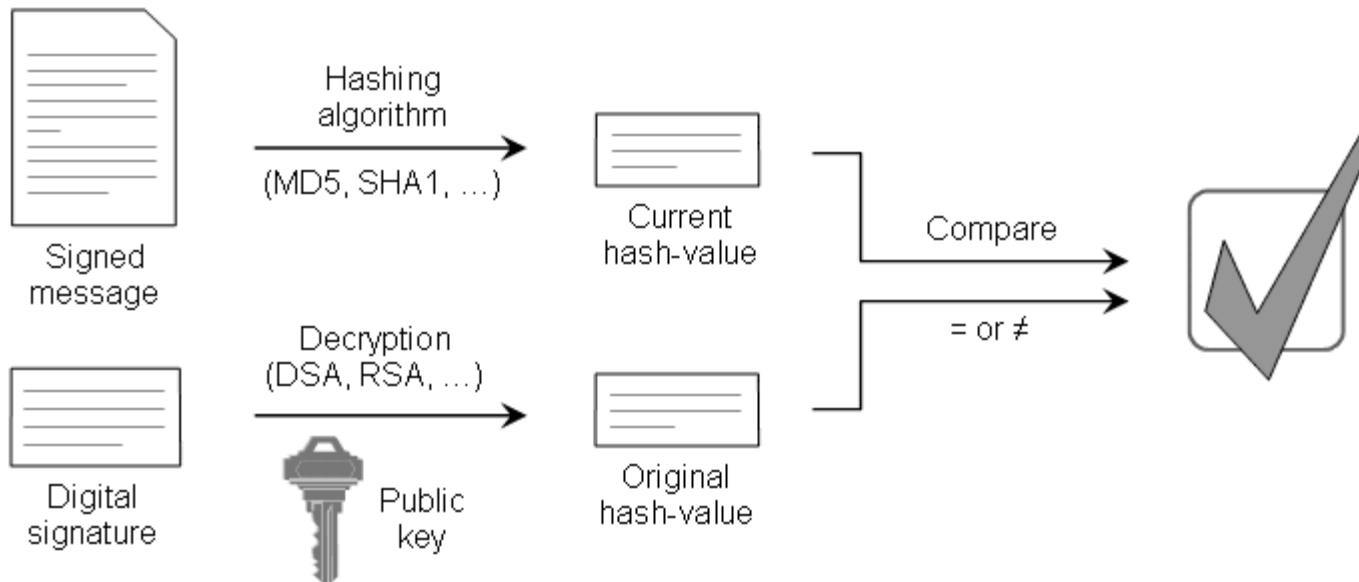 Hashing
algorithm
(MD5, SHA1, …)
Signed
message
Current
hash-value
Compare
= or ≠
Decryption
(DSA, RSA, …)
Public
key
Digital
signature
Original
hash-value